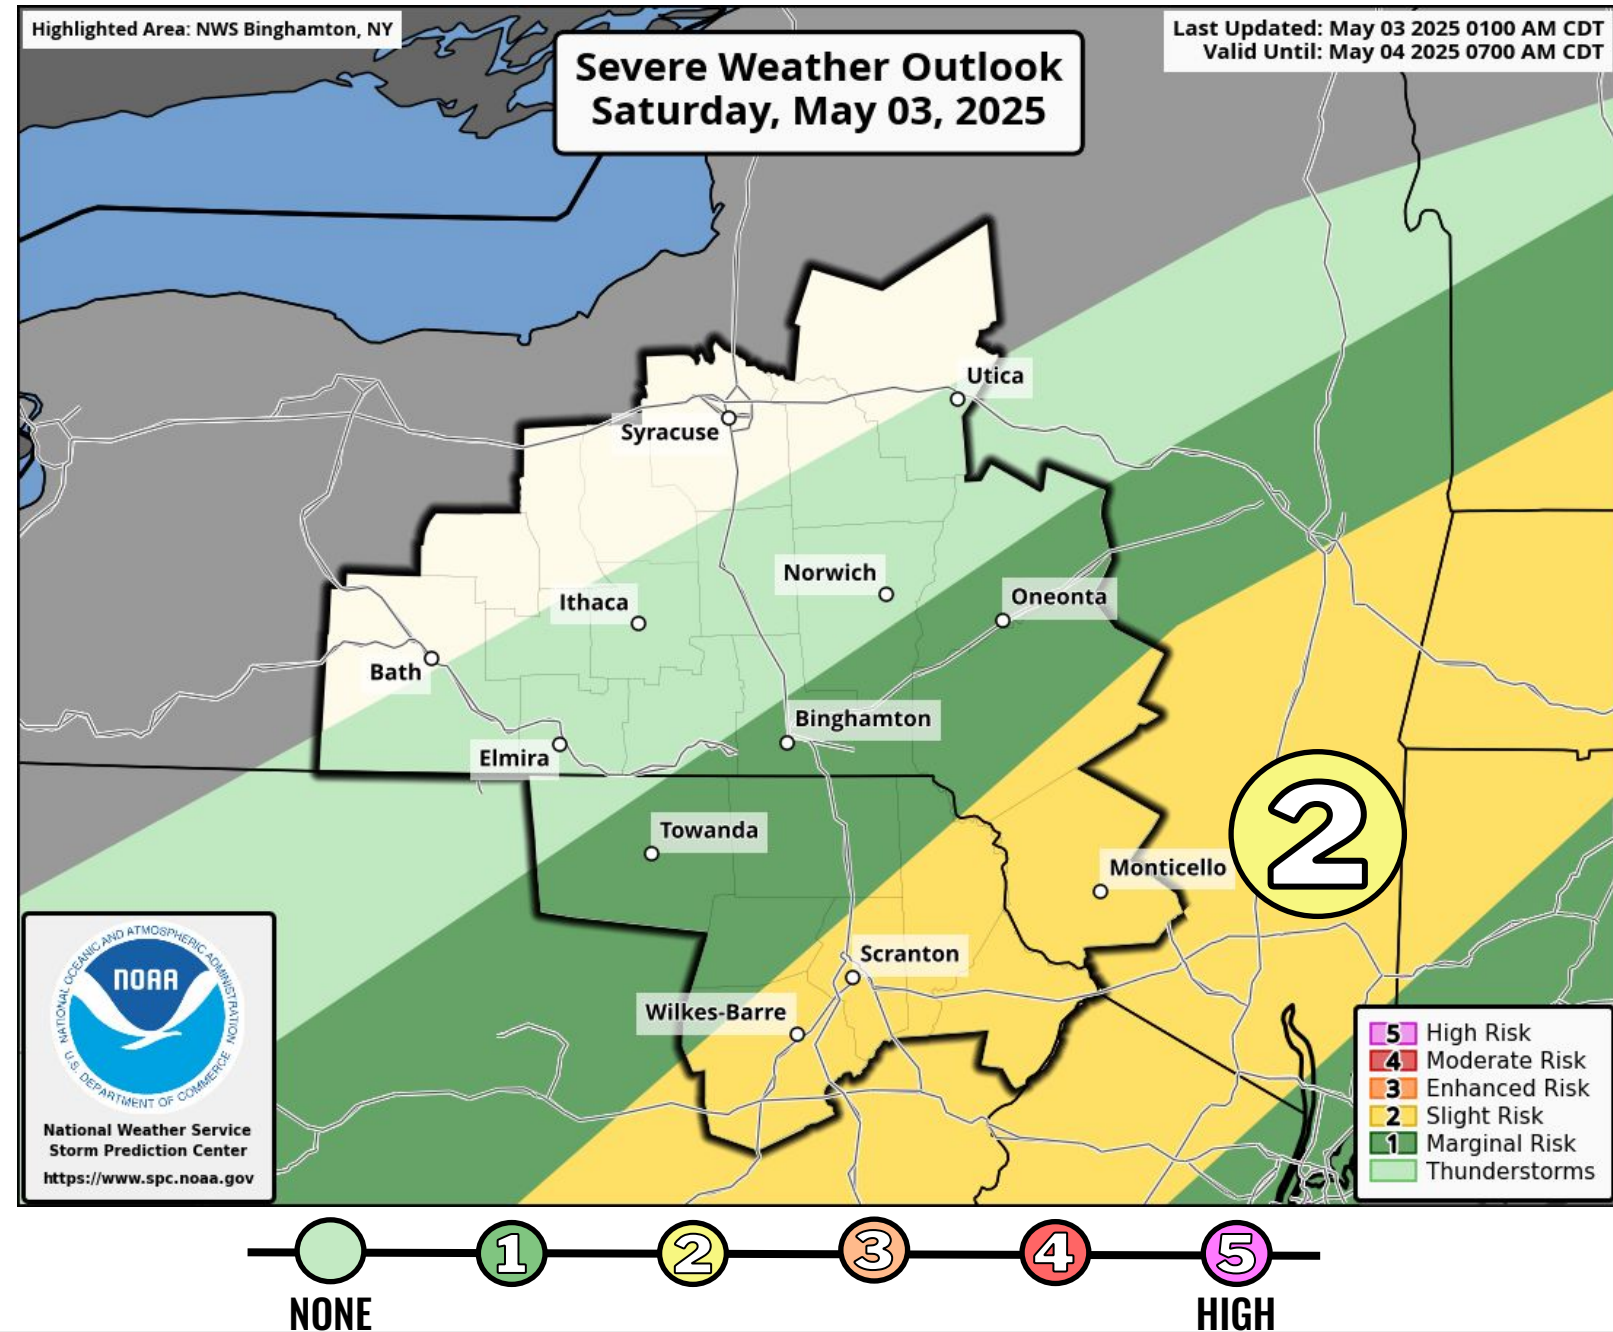 Highlighted Area: NWS Binghamton, NY
Severe Weather Outlook
Saturday, May 03, 2025
Last Updated: May 03 2025 0100 AM CDT
Valid Until: May 04 2025 0700 AM CDT
Utica
Syracuse
Norwich
Ithaca
Oneonta
Bath
Binghamton
Elmira
2
Towanda
Monticello
Scranton
Wilkes-Barre
NATIONAL OCEANIC AND ATMOSPHERIC ADMINISTRATION
NOAA
U.S. DEPARTMENT OF COMMERCE
National Weather Service
Storm Prediction Center
https://www.spc.noaa.gov
5 High Risk
4 Moderate Risk
3 Enhanced Risk
2 Slight Risk
1 Marginal Risk
Thunderstorms
1 2 3 4 5
NONE HIGH